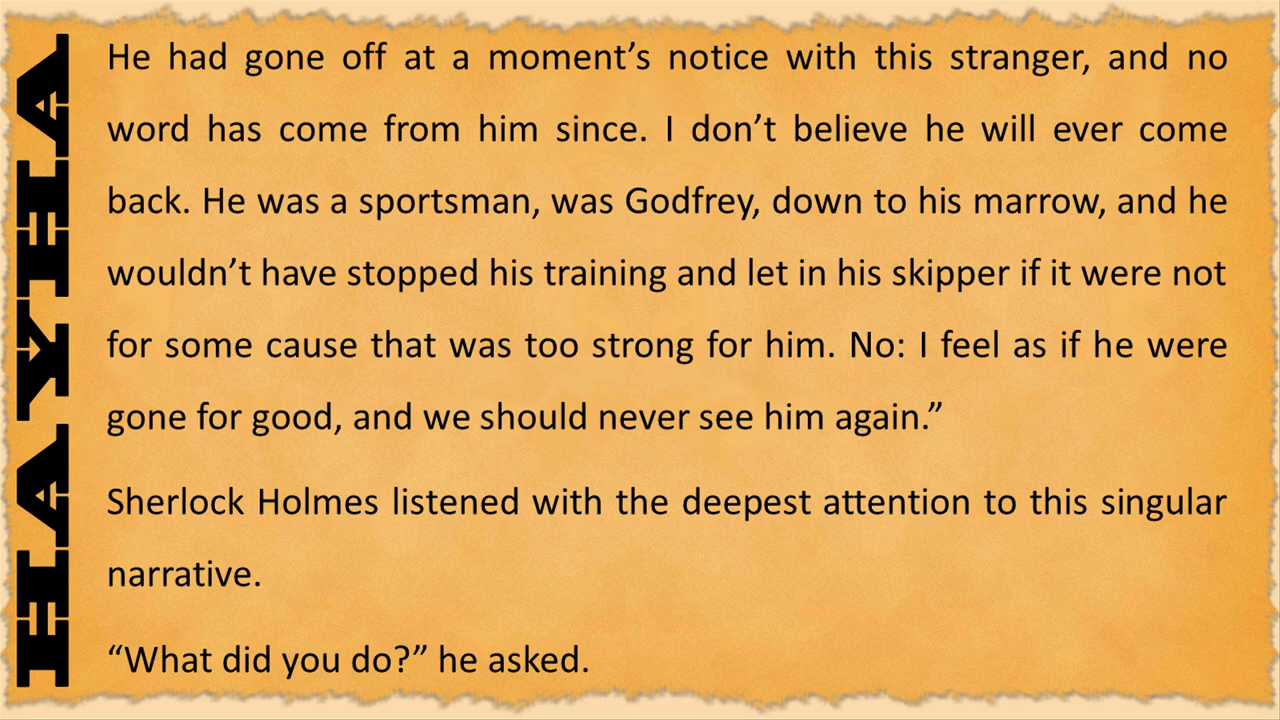 HAYHA
He had gone off at a moment’s notice with this stranger, and no
word has come from him since. I don’t believe he will ever come
back. He was a sportsman, was Godfrey, down to his marrow, and he
wouldn’t have stopped his training and let in his skipper if it were not
for some cause that was too strong for him. No: I feel as if he were
gone for good, and we should never see him again.”
Sherlock Holmes listened with the deepest attention to this singular
narrative.
“What did you do?” he asked.